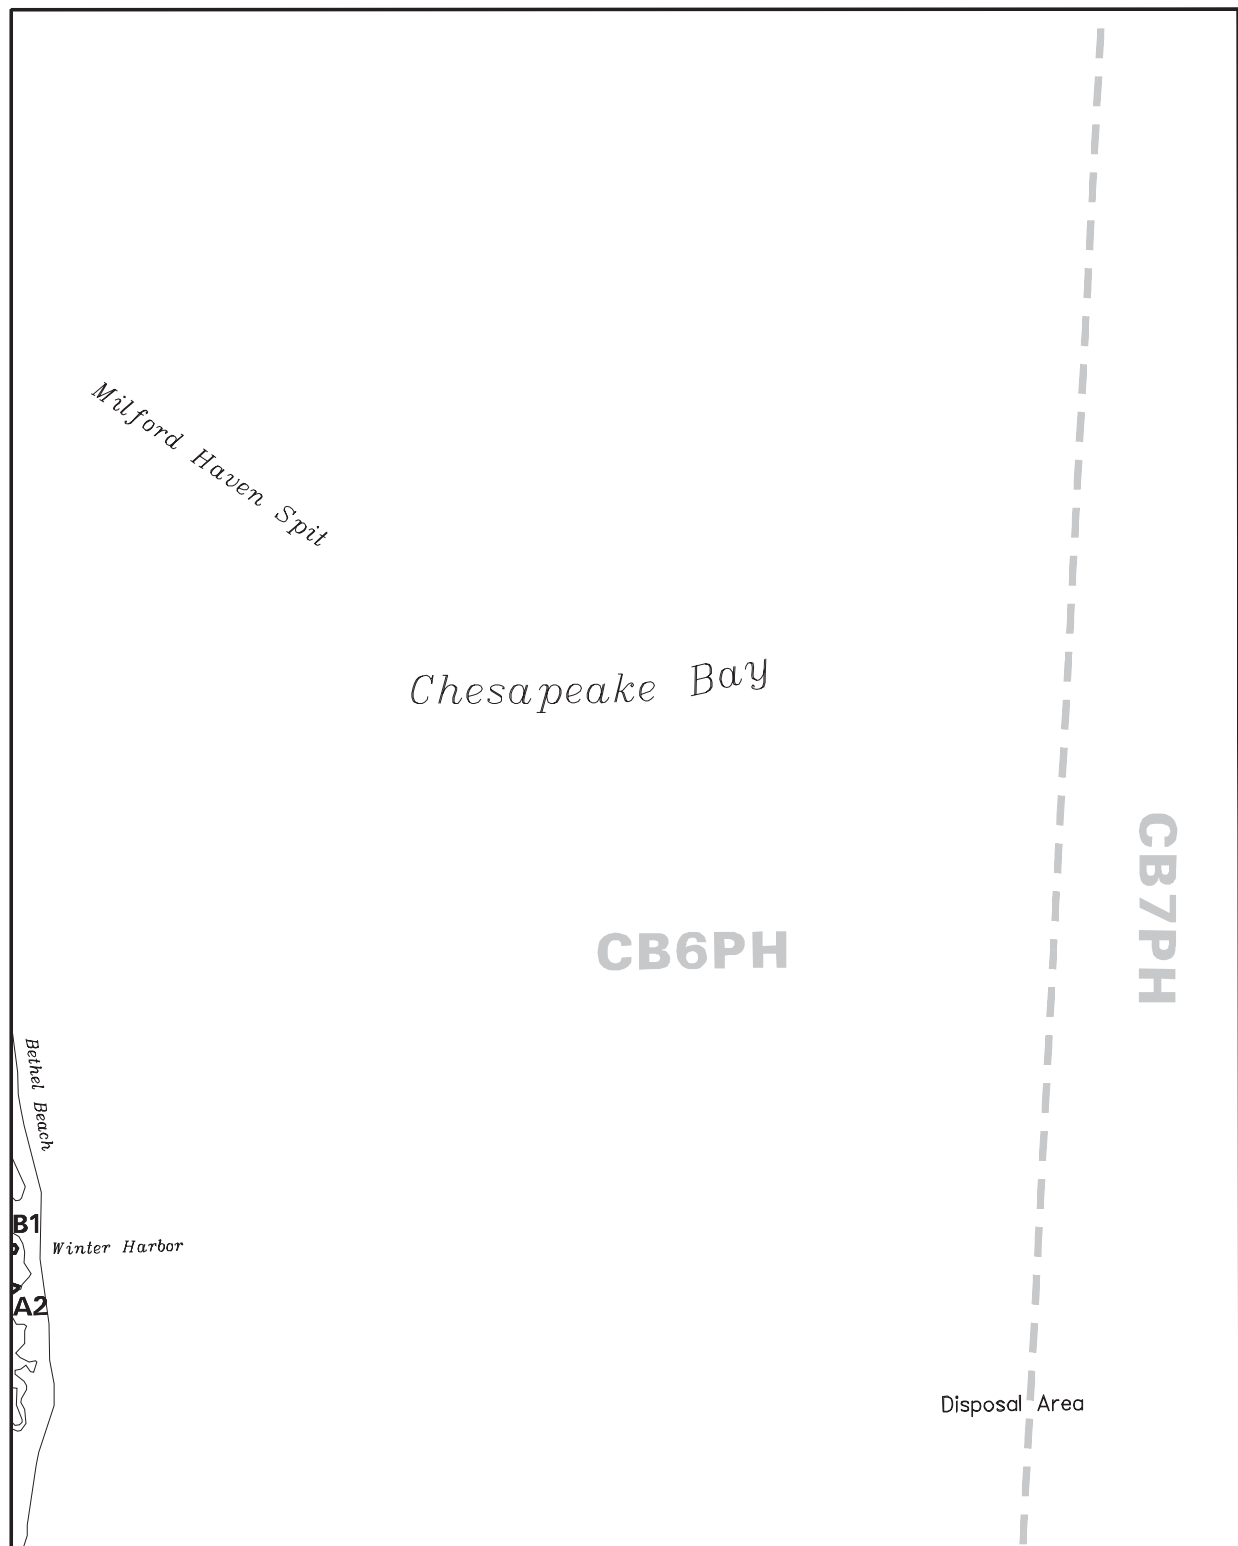 Milford Haven Spit
Chesapeake Bay
CB7PH
CB6PH
Bethel Beach
B1
Winter Harbor
A2
Disposal Area